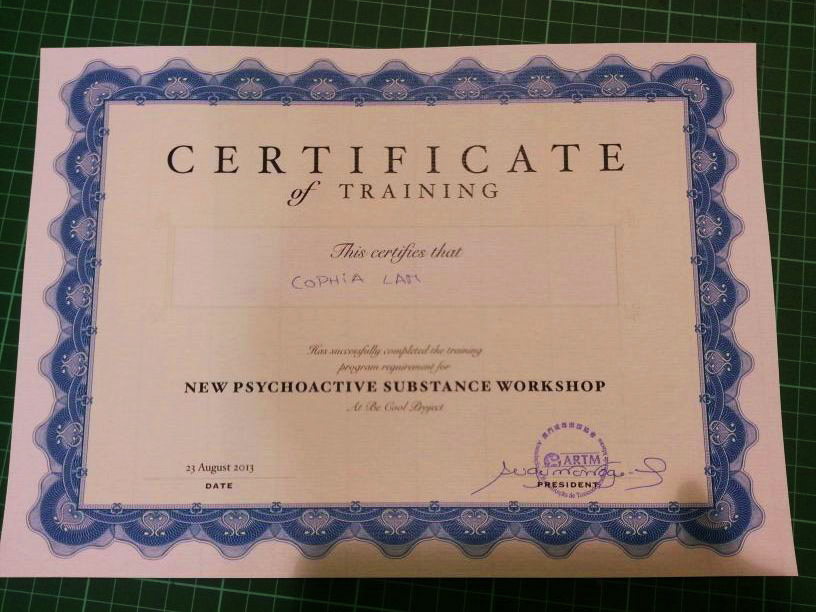 CERTIFICATE
of TRAINING
This certifies that
COPHiA LAM
Has successfully completed the training
program requirement for
NEW PSYCHOACTIVE SUBSTANCE WORKSHOP
At Be Cool Project
23 August 2013
DATE
ARTM
PRESIDENT